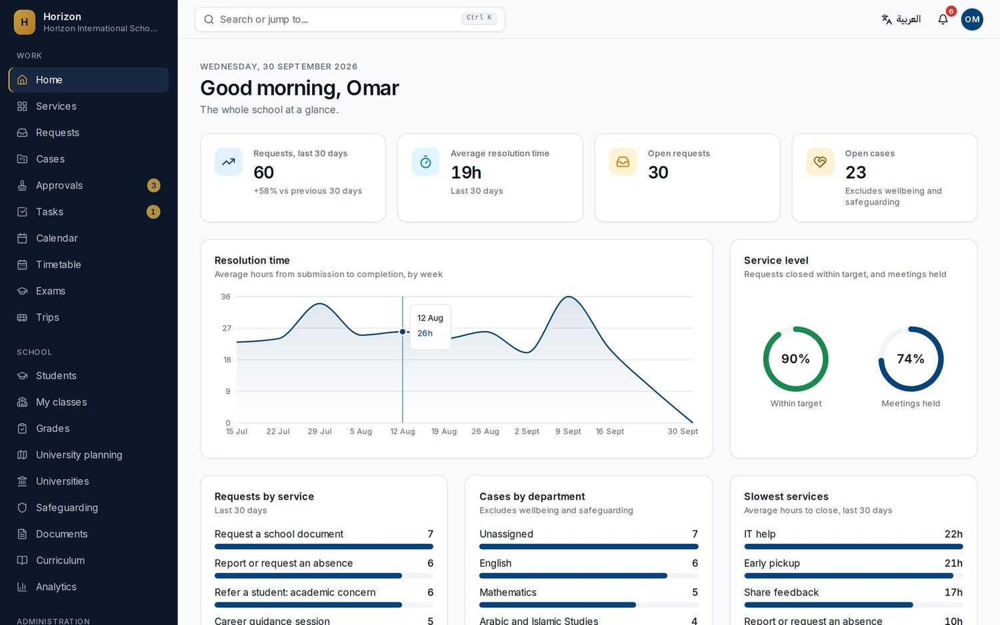 H
Horizon
Horizon International Scho...
WORK
Home
Services
Requests
Cases
Approvals 3
Tasks 1
Calendar
Timetable
Exams
Trips
SCHOOL
Students
My classes
Grades
University planning
Universities
Safeguarding
Documents
Curriculum
Analytics
ADMINISTRATION
Search or jump to... Ctrl K
العربية
6
OM
WEDNESDAY, 30 SEPTEMBER 2026
Good morning, Omar
The whole school at a glance.
Requests, last 30 days
60
+58% vs previous 30 days
Average resolution time
19h
Last 30 days
Open requests
30
Open cases
23
Excludes wellbeing and
safeguarding
Resolution time
Average hours from submission to completion, by week
36
27
18
9
0
15 Jul 22 Jul 29 Jul 5 Aug 12 Aug 19 Aug 26 Aug 2 Sept 9 Sept 16 Sept 30 Sept
12 Aug
26h
Service level
Requests closed within target, and meetings held
90%
Within target
74%
Meetings held
Requests by service
Last 30 days
Request a school document 7
Report or request an absence 6
Refer a student: academic concern 6
Career guidance session 5
Cases by department
Excludes wellbeing and safeguarding
Unassigned 7
English 6
Mathematics 5
Arabic and Islamic Studies 4
Slowest services
Average hours to close, last 30 days
IT help 22h
Early pickup 21h
Share feedback 17h
Report or request an absence 10h